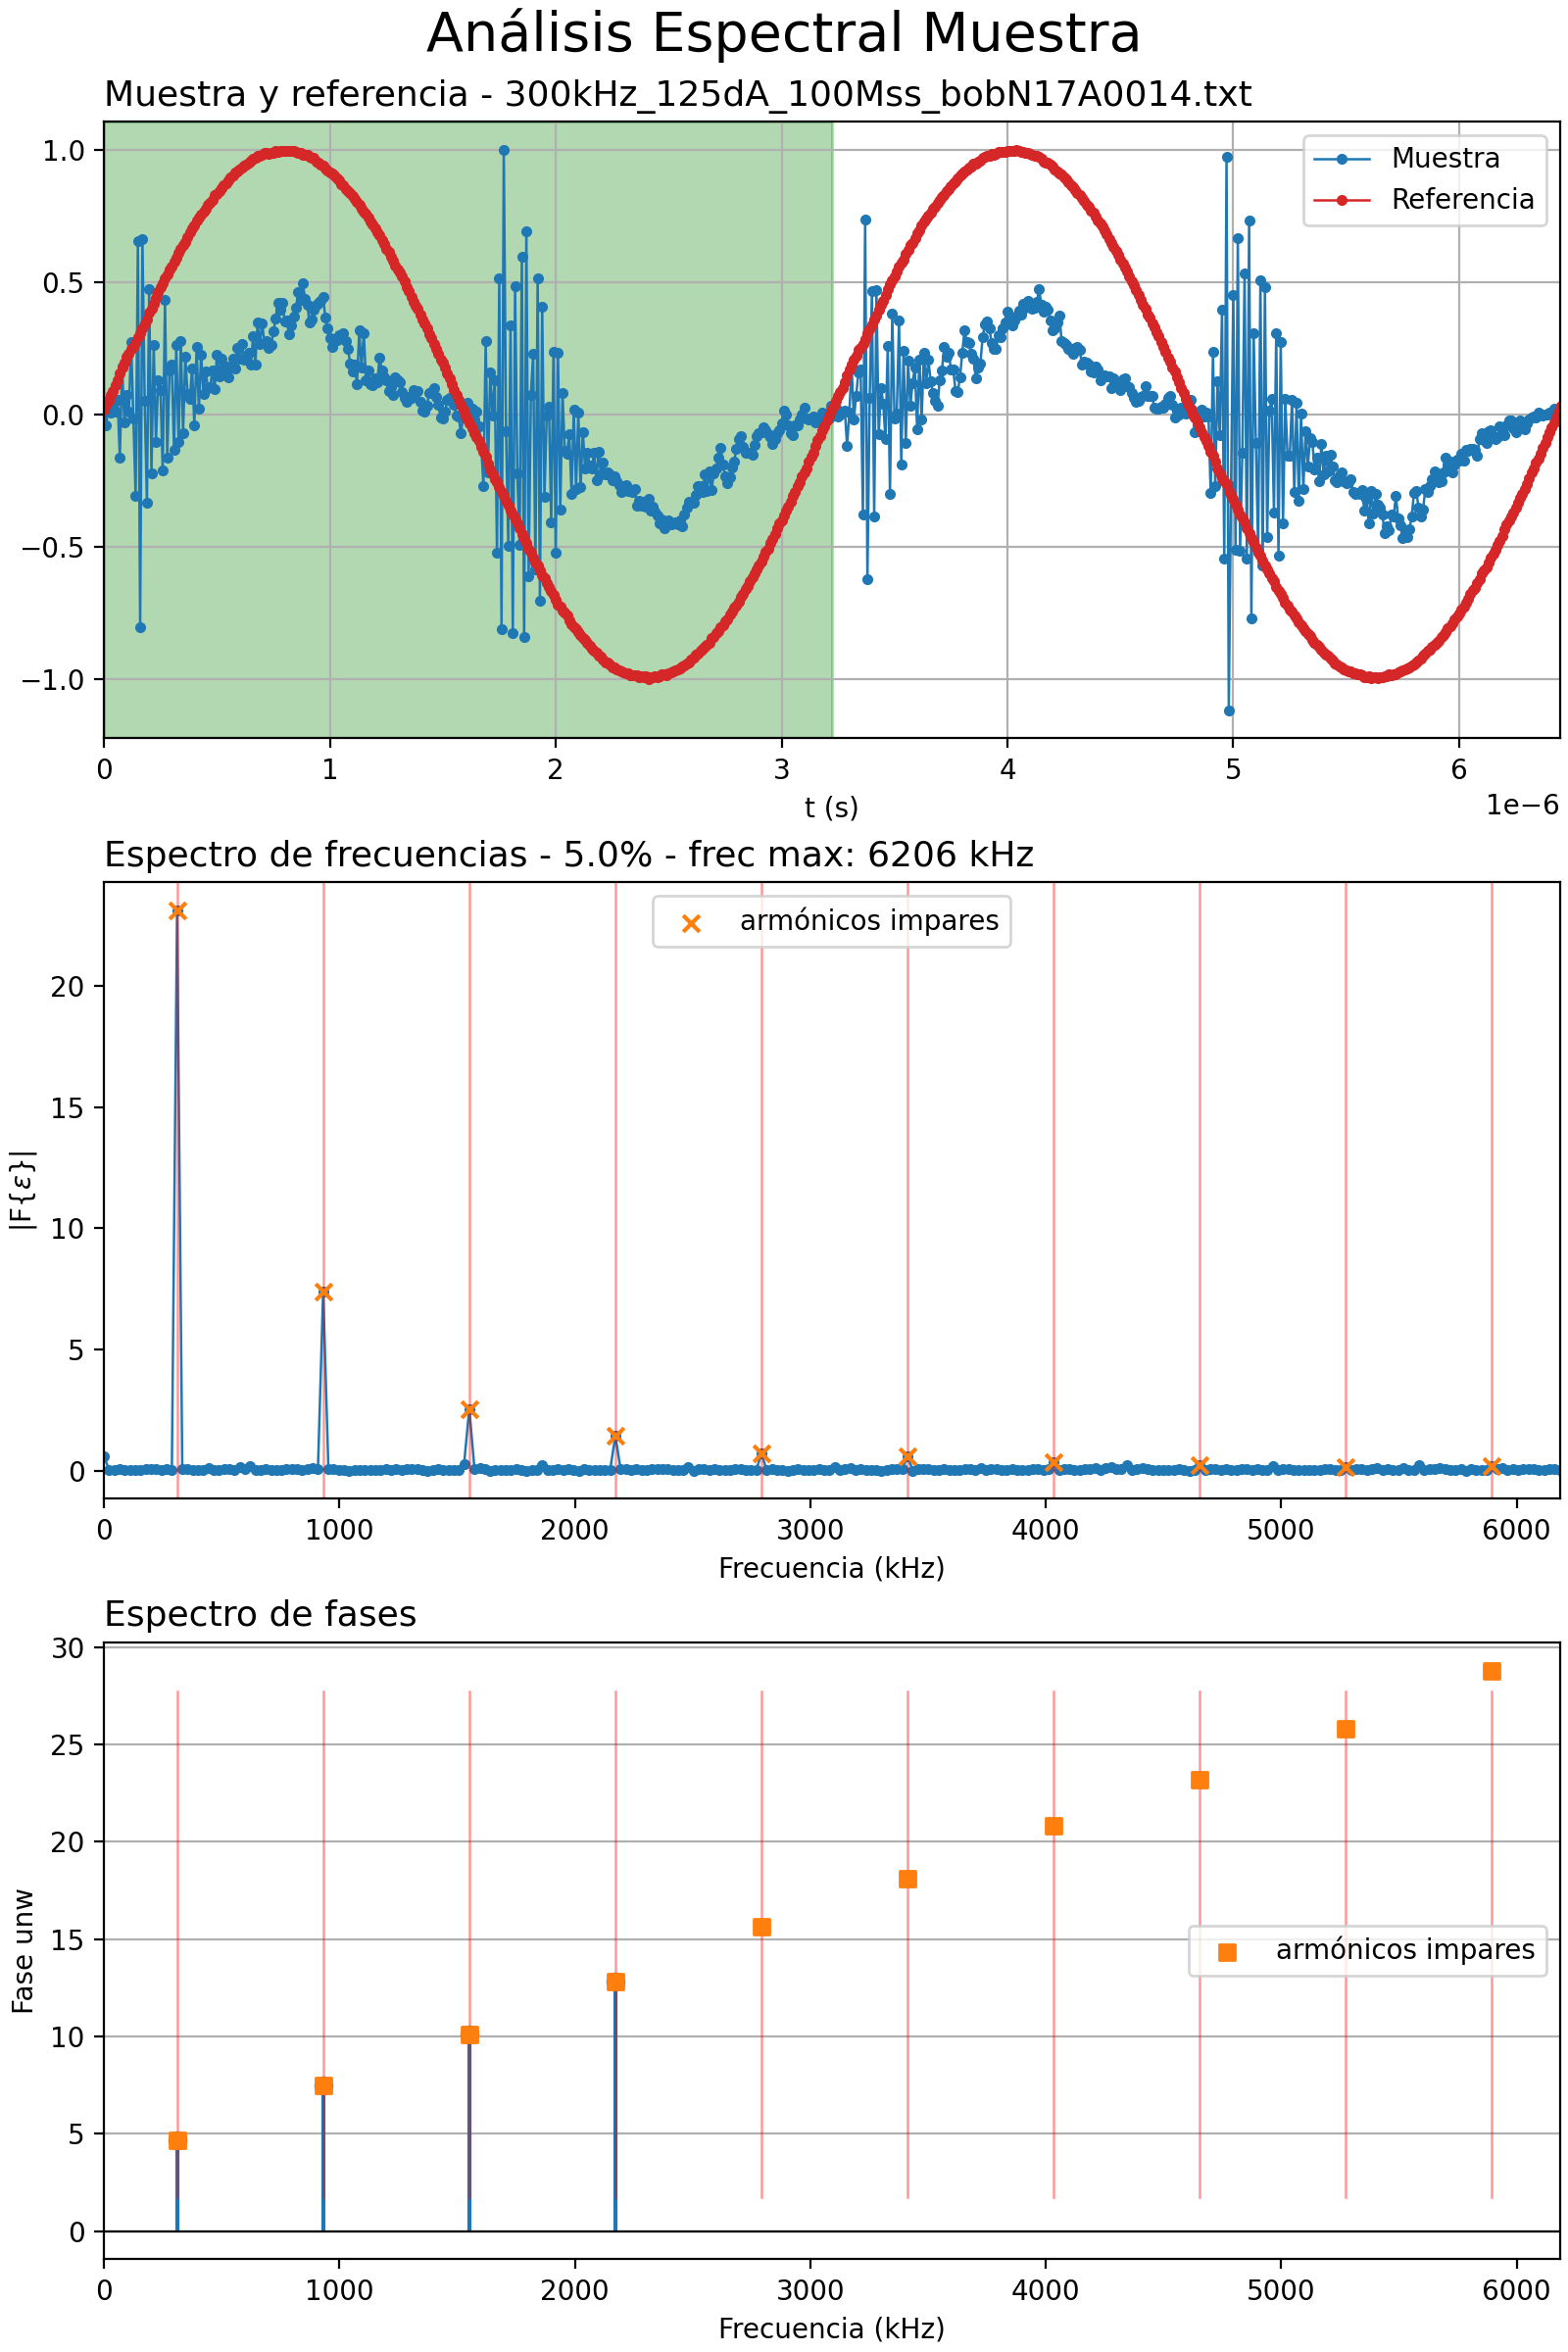 Análisis Espectral Muestra
Muestra y referencia - 300kHz_125dA_100Mss_bobN17A0014.txt
1.0
0.5
0.0
−0.5
−1.0
Muestra
Referencia
0 1 2 3 4 5 6
t (s)
1e−6
Espectro de frecuencias - 5.0% - frec max: 6206 kHz
armónicos impares
20
15
10
5
0
|F{ε}|
0 1000 2000 3000 4000 5000 6000
Frecuencia (kHz)
Espectro de fases
30
25
20
15
10
5
0
Fase unw
armónicos impares
0 1000 2000 3000 4000 5000 6000
Frecuencia (kHz)